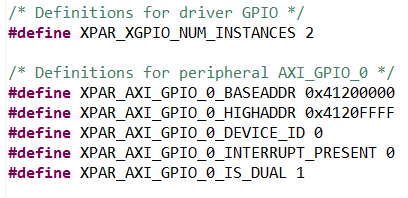 /* Definitions for driver GPIO */
#define XPAR_XGPIO_NUM_INSTANCES 2
/* Definitions for peripheral AXI_GPIO_0 */
#define XPAR_AXI_GPIO_0_BASEADDR 0x41200000
#define XPAR_AXI_GPIO_0_HIGHADDR 0x4120FFFF
#define XPAR_AXI_GPIO_0_DEVICE_ID 0
#define XPAR_AXI_GPIO_0_INTERRUPT_PRESENT 0
#define XPAR_AXI_GPIO_0_IS_DUAL 1